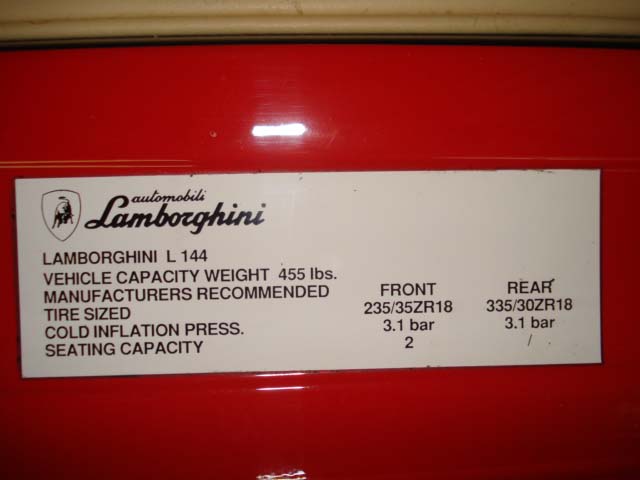 automobili
Lamborghini
LAMBORGHINI L 144
VEHICLE CAPACITY WEIGHT 455 lbs.
MANUFACTURERS RECOMMENDED FRONT REAR
TIRE SIZED 235/35ZR18 335/30ZR18
COLD INFLATION PRESS. 3.1 bar 3.1 bar
SEATING CAPACITY 2 /